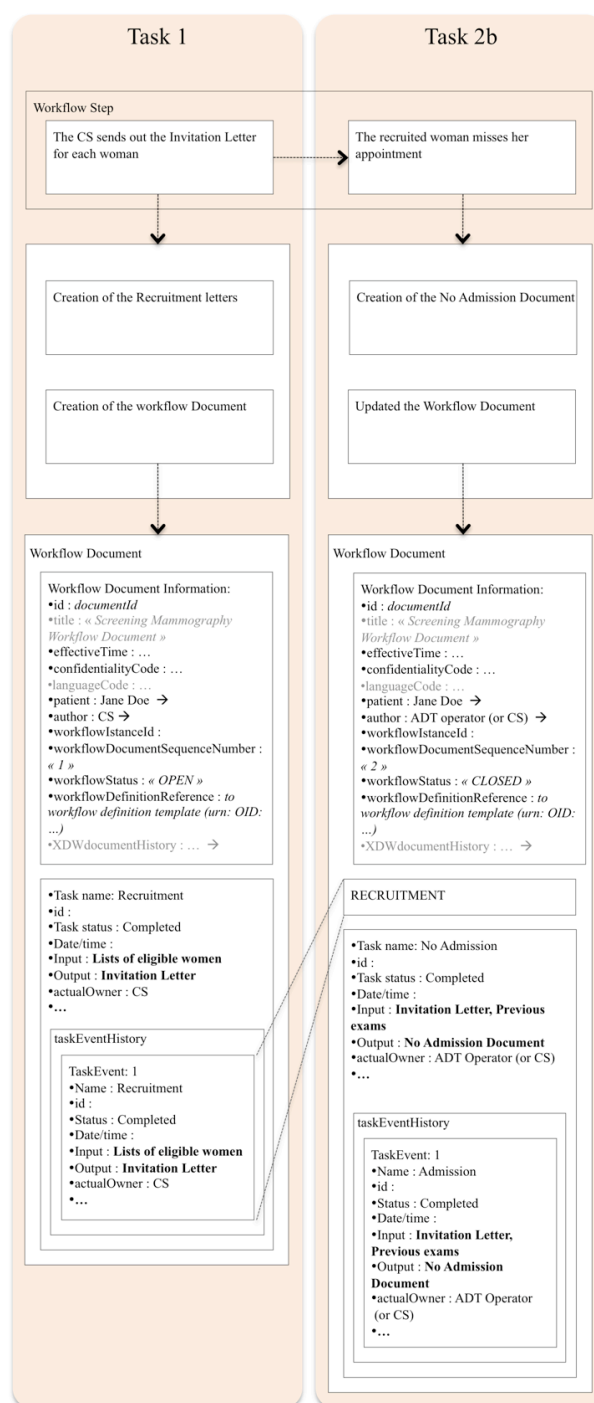 Task 1
Workflow Step
The CS sends out the Invitation Letter
for each woman
Creation of the Recruitment letters
Creation of the workflow Document
Workflow Document
Workflow Document Information:
•id : documentId
•title : « Screening Mammography
Workflow Document »
•effectiveTime : …
•confidentialityCode : …
•languageCode : …
•patient : Jane Doe →
•author : CS →
•workflowIstanceId :
•workflowDocumentSequenceNumber :
« 1 »
•workflowStatus : « OPEN »
•workflowDefinitionReference : to
workflow definition template (urn: OID:
…)
•XDWdocumentHistory : … →
•Task name: Recruitment
•id :
•Task status : Completed
•Date/time :
•Input : Lists of eligible women
•Output : Invitation Letter
•actualOwner : CS
•…
taskEventHistory
TaskEvent: 1
•Name : Recruitment
•id :
•Status : Completed
•Date/time :
•Input : Lists of eligible women
•Output : Invitation Letter
•actualOwner : CS
•…
Task 2b
The recruited woman misses her
appointment
Creation of the No Admission Document
Updated the Workflow Document
Workflow Document
Workflow Document Information:
•id : documentId
•title : « Screening Mammography
Workflow Document »
•effectiveTime : …
•confidentialityCode : …
•languageCode : …
•patient : Jane Doe →
•author : ADT operator (or CS) →
•workflowIstanceId :
•workflowDocumentSequenceNumber :
« 2 »
•workflowStatus : « CLOSED »
•workflowDefinitionReference : to
workflow definition template (urn: OID:
…)
•XDWdocumentHistory : … →
RECRUITMENT
•Task name: No Admission
•id :
•Task status : Completed
•Date/time :
•Input : Invitation Letter, Previous
exams
•Output : No Admission Document
•actualOwner : ADT Operator (or CS)
•…
taskEventHistory
TaskEvent: 1
•Name : Admission
•id :
•Status : Completed
•Date/time :
•Input : Invitation Letter,
Previous exams
•Output : No Admission
Document
•actualOwner : ADT Operator
(or CS)
•…